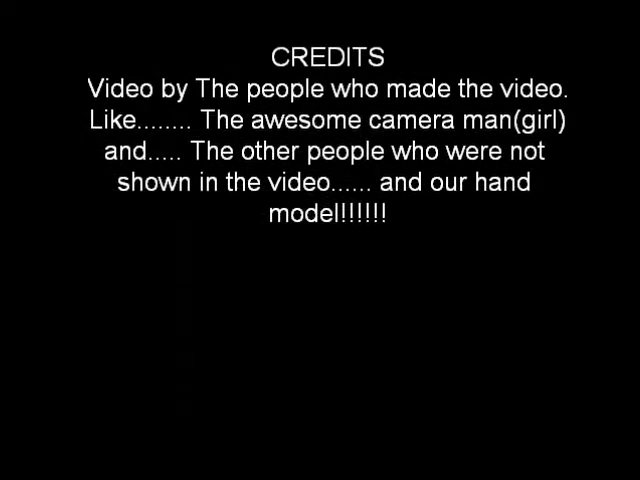 CREDITS
Video by The people who made the video.
Like........ The awesome camera man(girl)
and..... The other people who were not
shown in the video...... and our hand
model!!!!!!